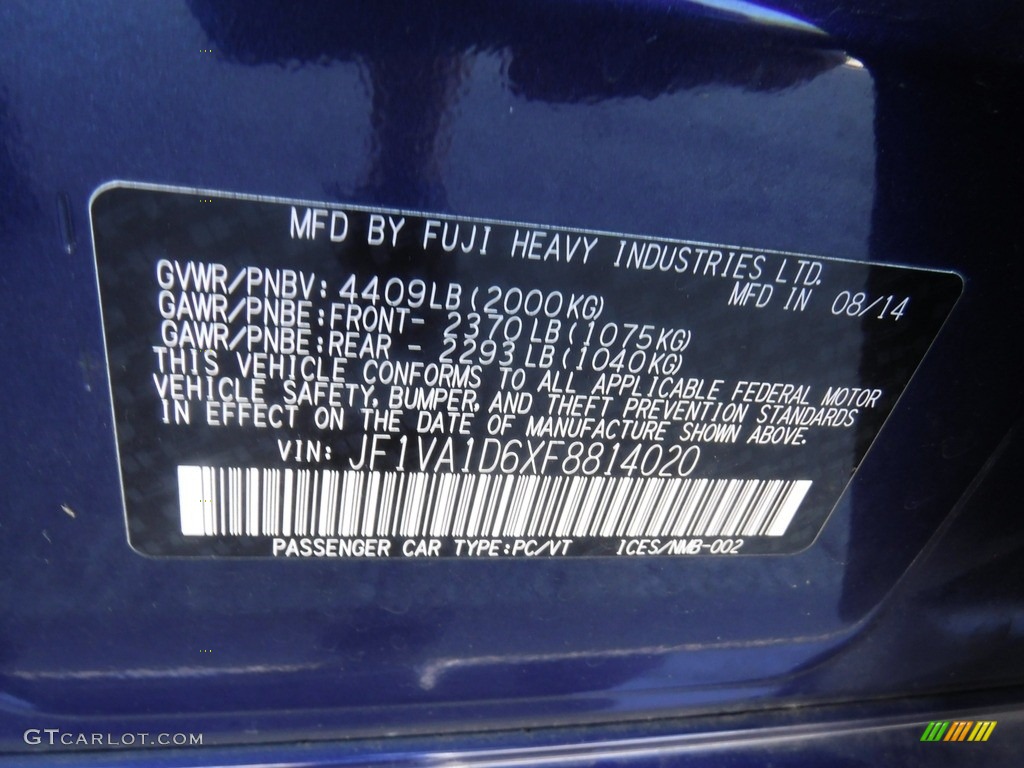 MFD BY FUJI HEAVY INDUSTRIES LTD.
GVWR/PNBV: 4409LB(2000KG) MFD IN 08/14
GAWR/PNBE:FRONT- 2370LB(1075KG)
GAWR/PNBE:REAR - 2293LB(1040KG)
THIS VEHICLE CONFORMS TO ALL APPLICABLE FEDERAL MOTOR
VEHICLE SAFETY, BUMPER, AND THEFT PREVENTION STANDARDS
IN EFFECT ON THE DATE OF MANUFACTURE SHOWN ABOVE.
VIN: JF1VA1D6XF8814020
PASSENGER CAR TYPE:PC/VT ICES/NMB-002
GTCARLOT.COM